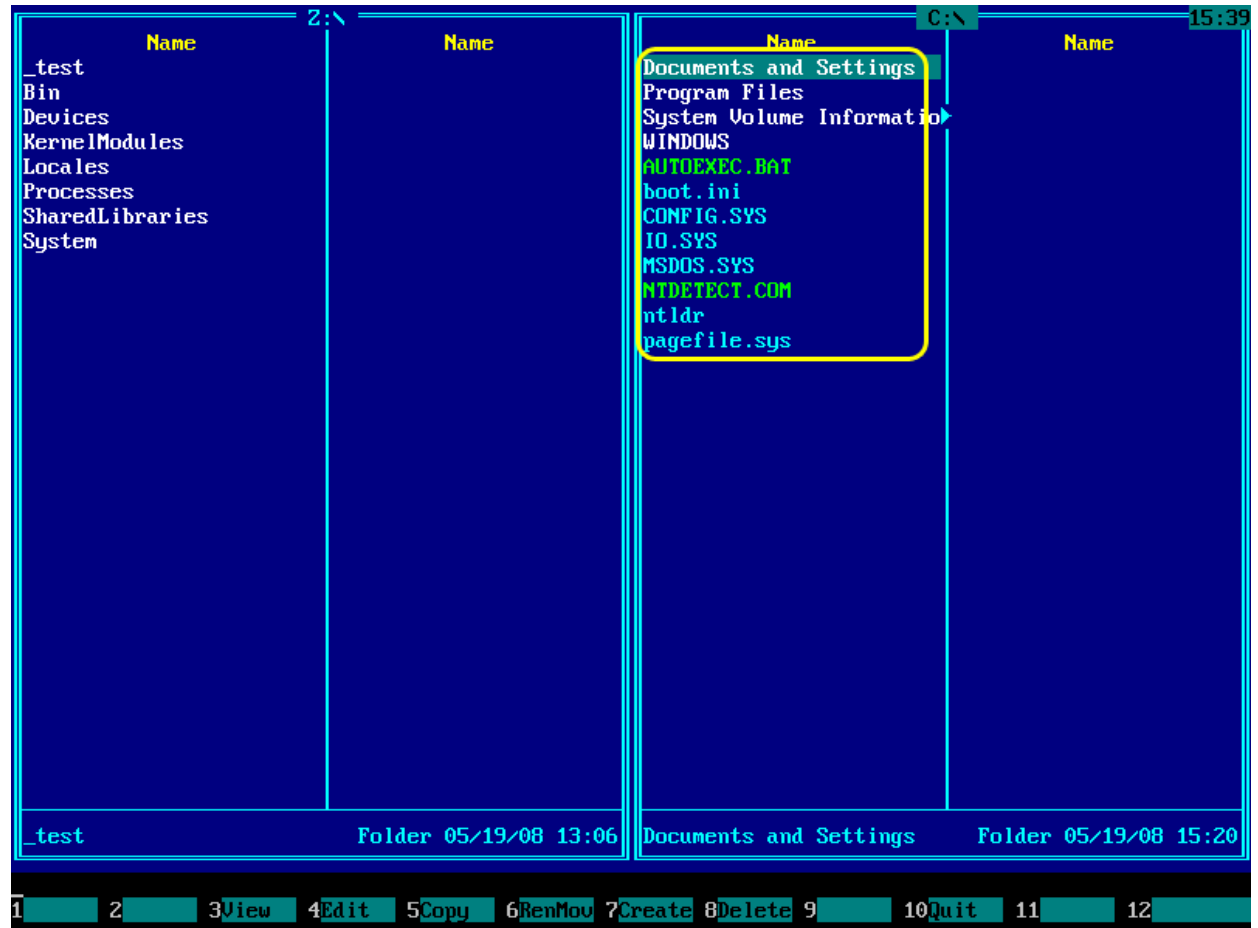 Z:\
Name Name
_test
Bin
Devices
KernelModules
Locales
Processes
SharedLibraries
System
_test Folder 05/19/08 13:06
C:\ 15:39
Name Name
Documents and Settings
Program Files
System Volume Informatio
WINDOWS
AUTOEXEC.BAT
boot.ini
CONFIG.SYS
IO.SYS
MSDOS.SYS
NTDETECT.COM
ntldr
pagefile.sys
Documents and Settings Folder 05/19/08 15:20
1 2 3View 4Edit 5Copy 6RenMov 7Create 8Delete 9 10Quit 11 12